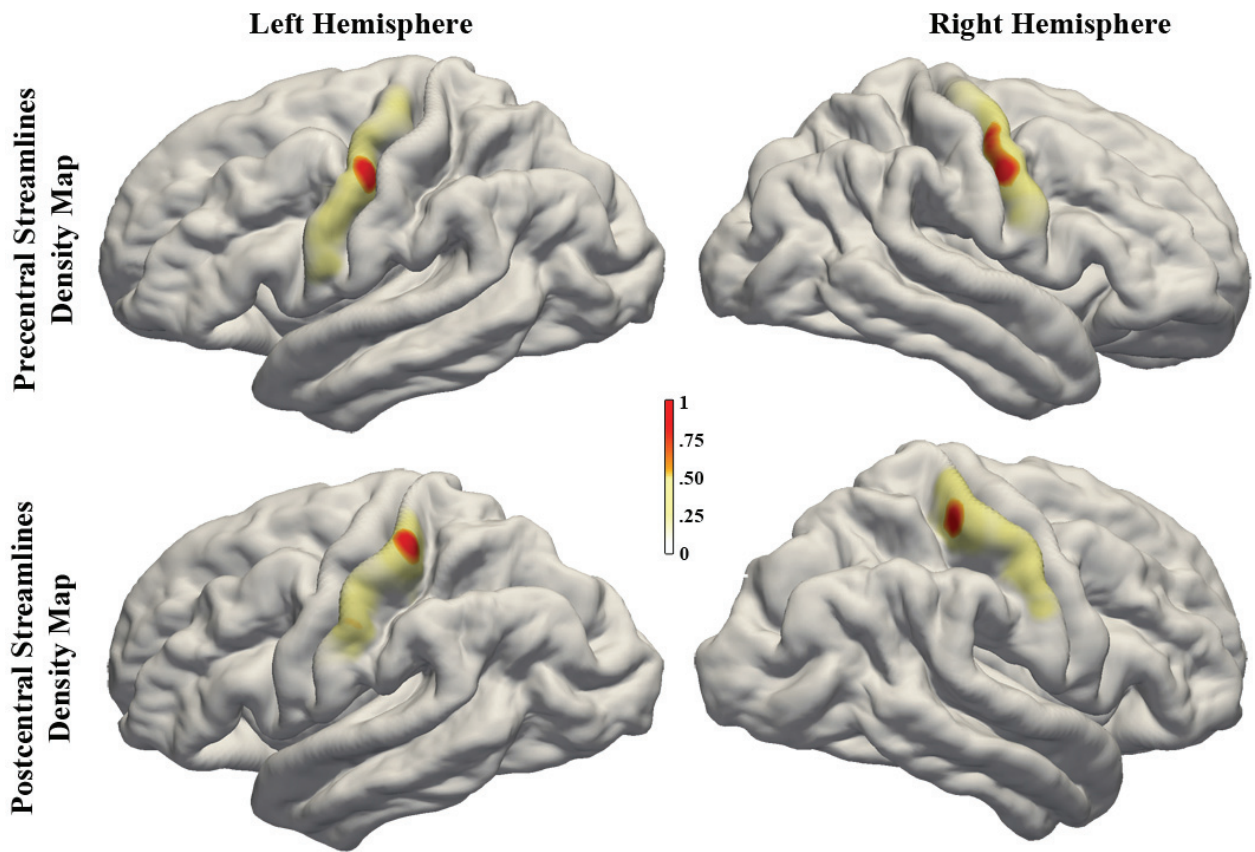 Left Hemisphere
Right Hemisphere
Precentral Streamlines
Density Map
1
.75
.50
.25
0
Postcentral Streamlines
Density Map